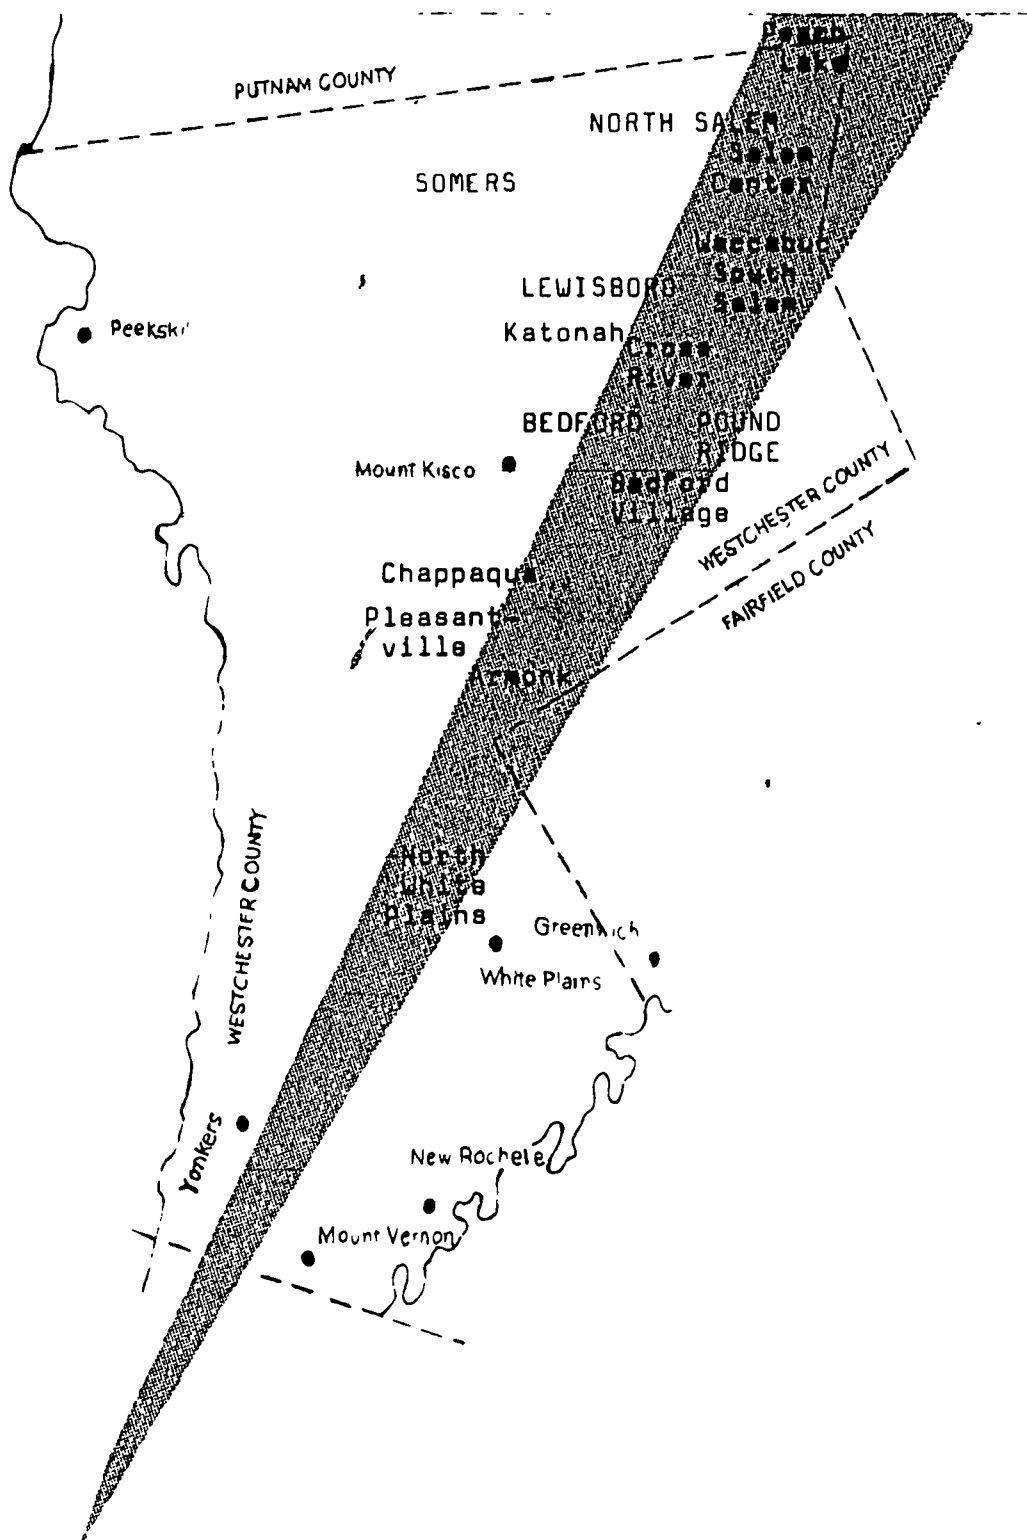 Peach
Lake
PUTNAM COUNTY
NORTH SALEM
Salem
Center
SOMERS
Waccabuc
South
Salem
LEWISBORO
Katonah
Cross
River
Peekski
BEDFORD
POUND
RIDGE
Mount Kisco
Bedford
Village
WESTCHESTER COUNTY
FAIRFIELD COUNTY
Chappaqua
Pleasant-
ville
Armonk
WESTCHESTER COUNTY
North
White
Plains
Greenwich
White Plains
Yonkers
New Rochele
Mount Vernon